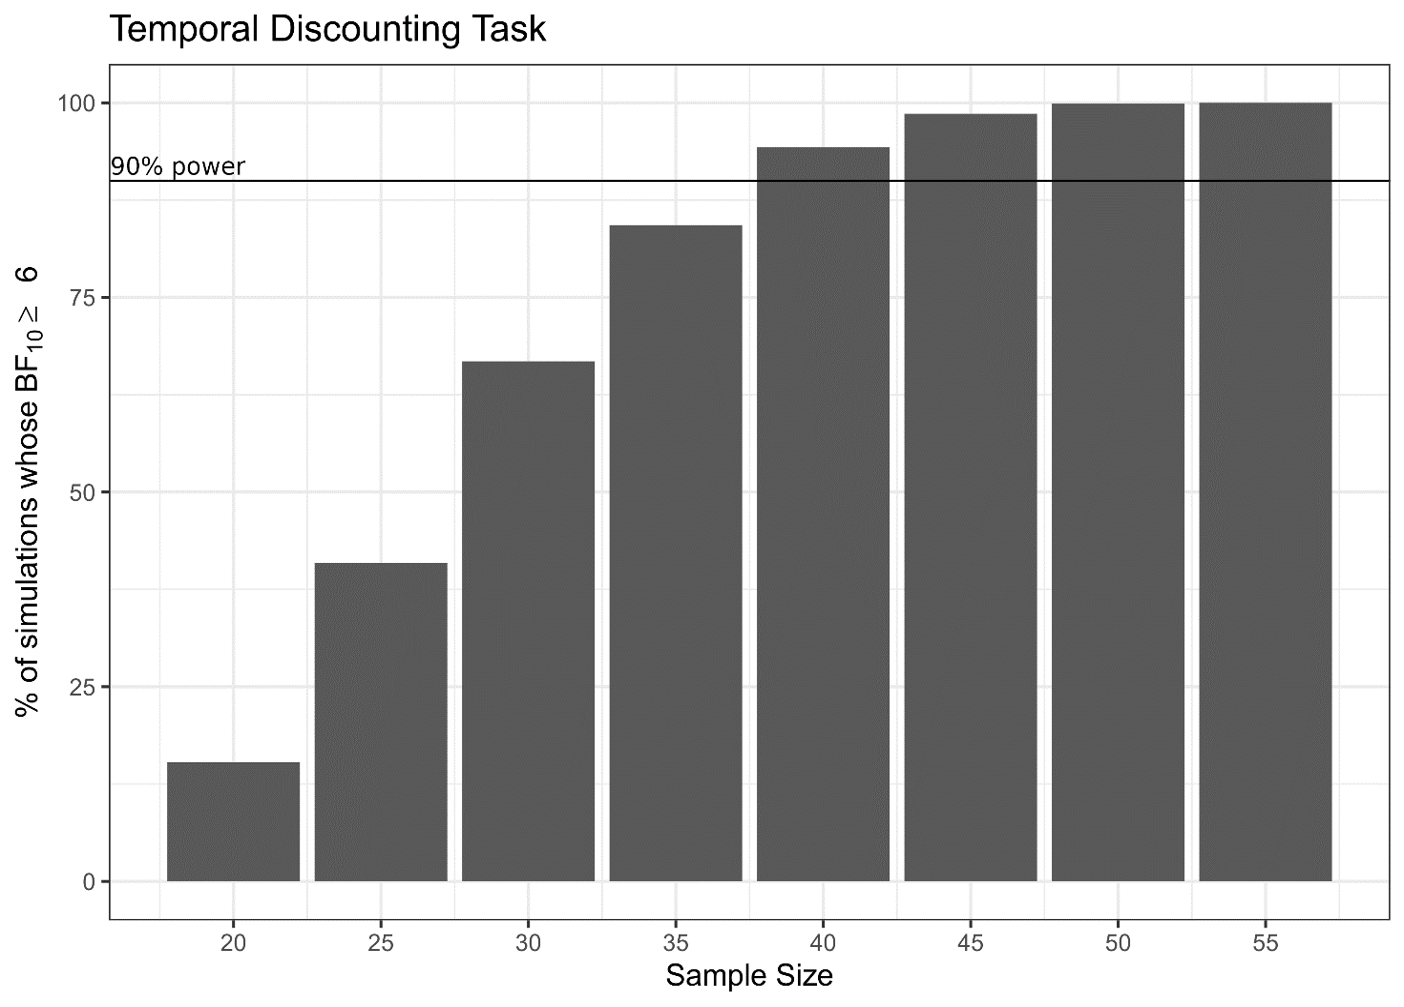 Temporal Discounting Task
% of simulations whose BF₁₀ ≥ 6
100
90% power
75
50
25
0
20 25 30 35 40 45 50 55
Sample Size